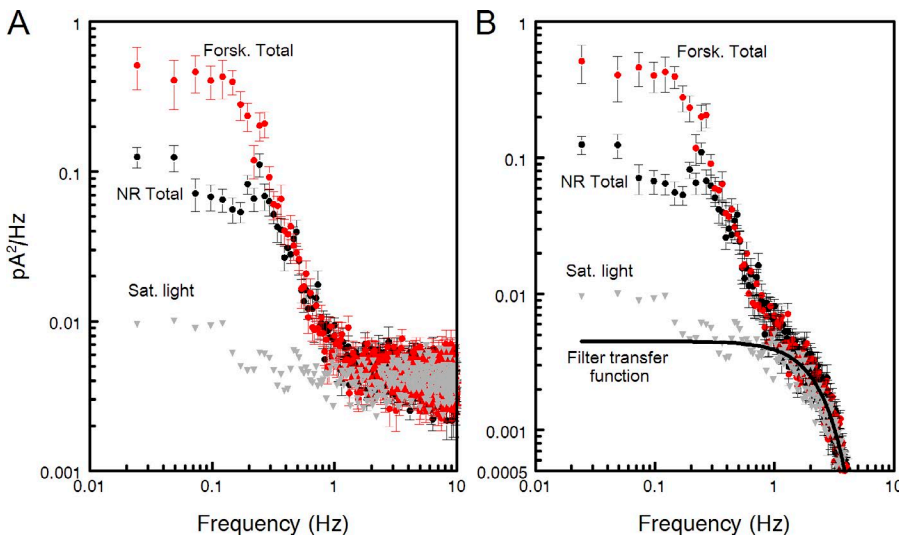 A
B
1
Forsk. Total
NR Total
Sat. light
0.1
0.01
0.001
pA²/Hz
0.01
0.1
1
10
Frequency (Hz)
1
Forsk. Total
NR Total
Sat. light
Filter transfer
function
0.1
0.01
0.001
0.0005
0.01
0.1
1
10
Frequency (Hz)